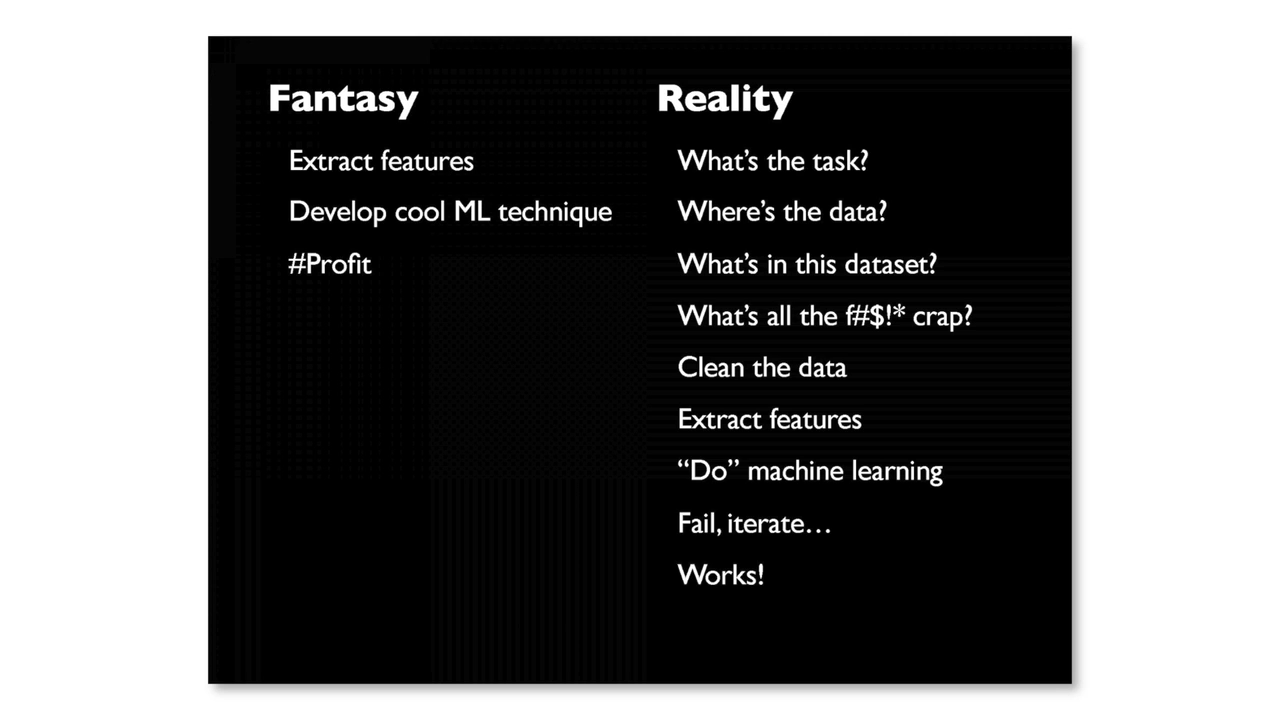 Fantasy
Extract features
Develop cool ML technique
#Profit
Reality
What's the task?
Where's the data?
What's in this dataset?
What's all the f#$!* crap?
Clean the data
Extract features
“Do” machine learning
Fail, iterate…
Works!